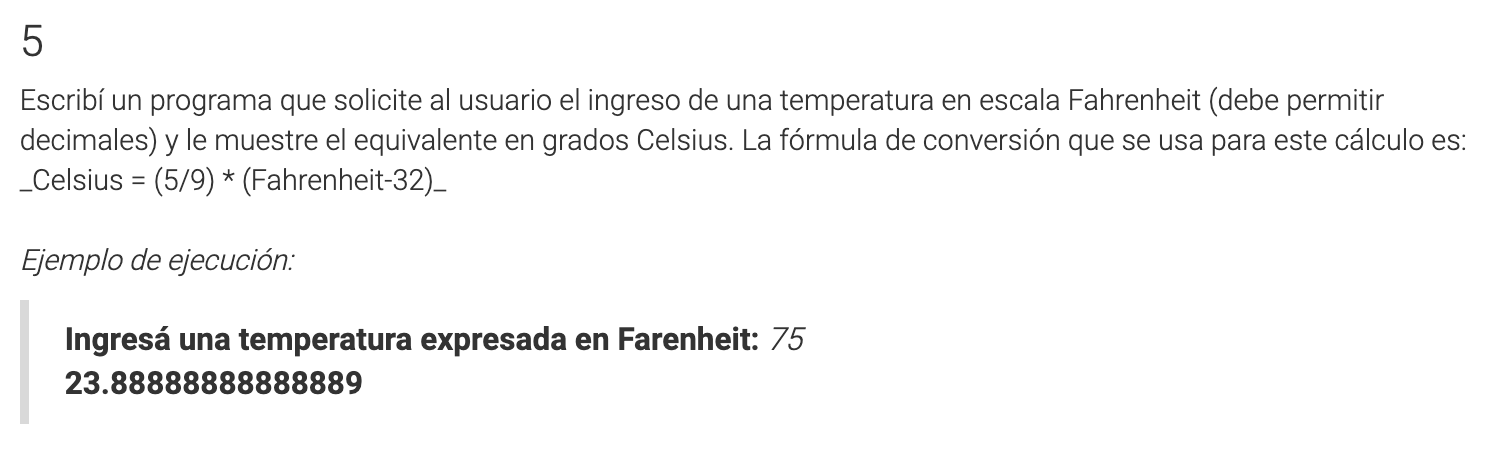 5
Escribí un programa que solicite al usuario el ingreso de una temperatura en escala Fahrenheit (debe permitir
decimales) y le muestre el equivalente en grados Celsius. La fórmula de conversión que se usa para este cálculo es:
_Celsius = (5/9) * (Fahrenheit-32)_
Ejemplo de ejecución:
Ingresá una temperatura expresada en Farenheit: 75
23.88888888888889